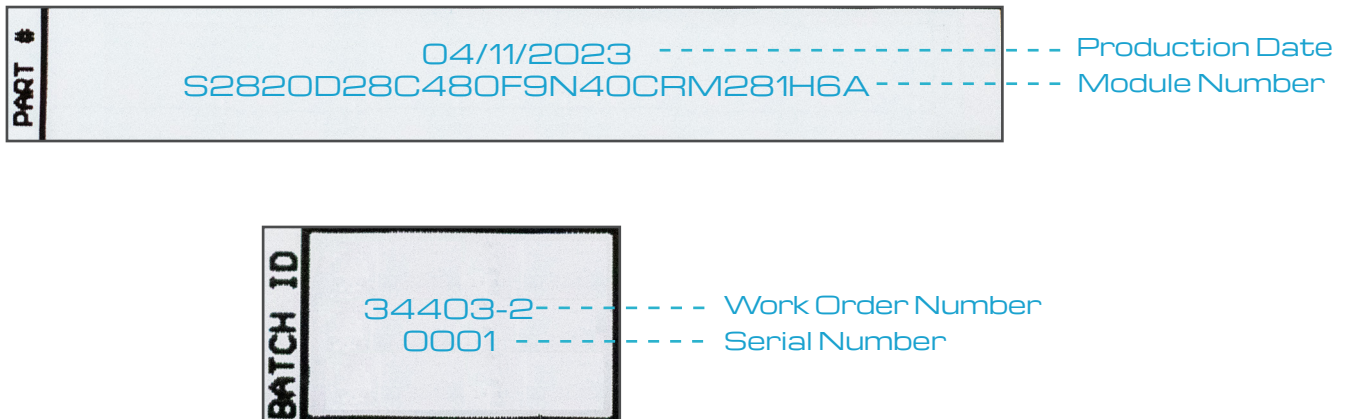 PART #
04/11/2023
Production Date
S2820D28C480F9N40CRM281H6A
Module Number
BATCH ID
34403-2
Work Order Number
0001
Serial Number